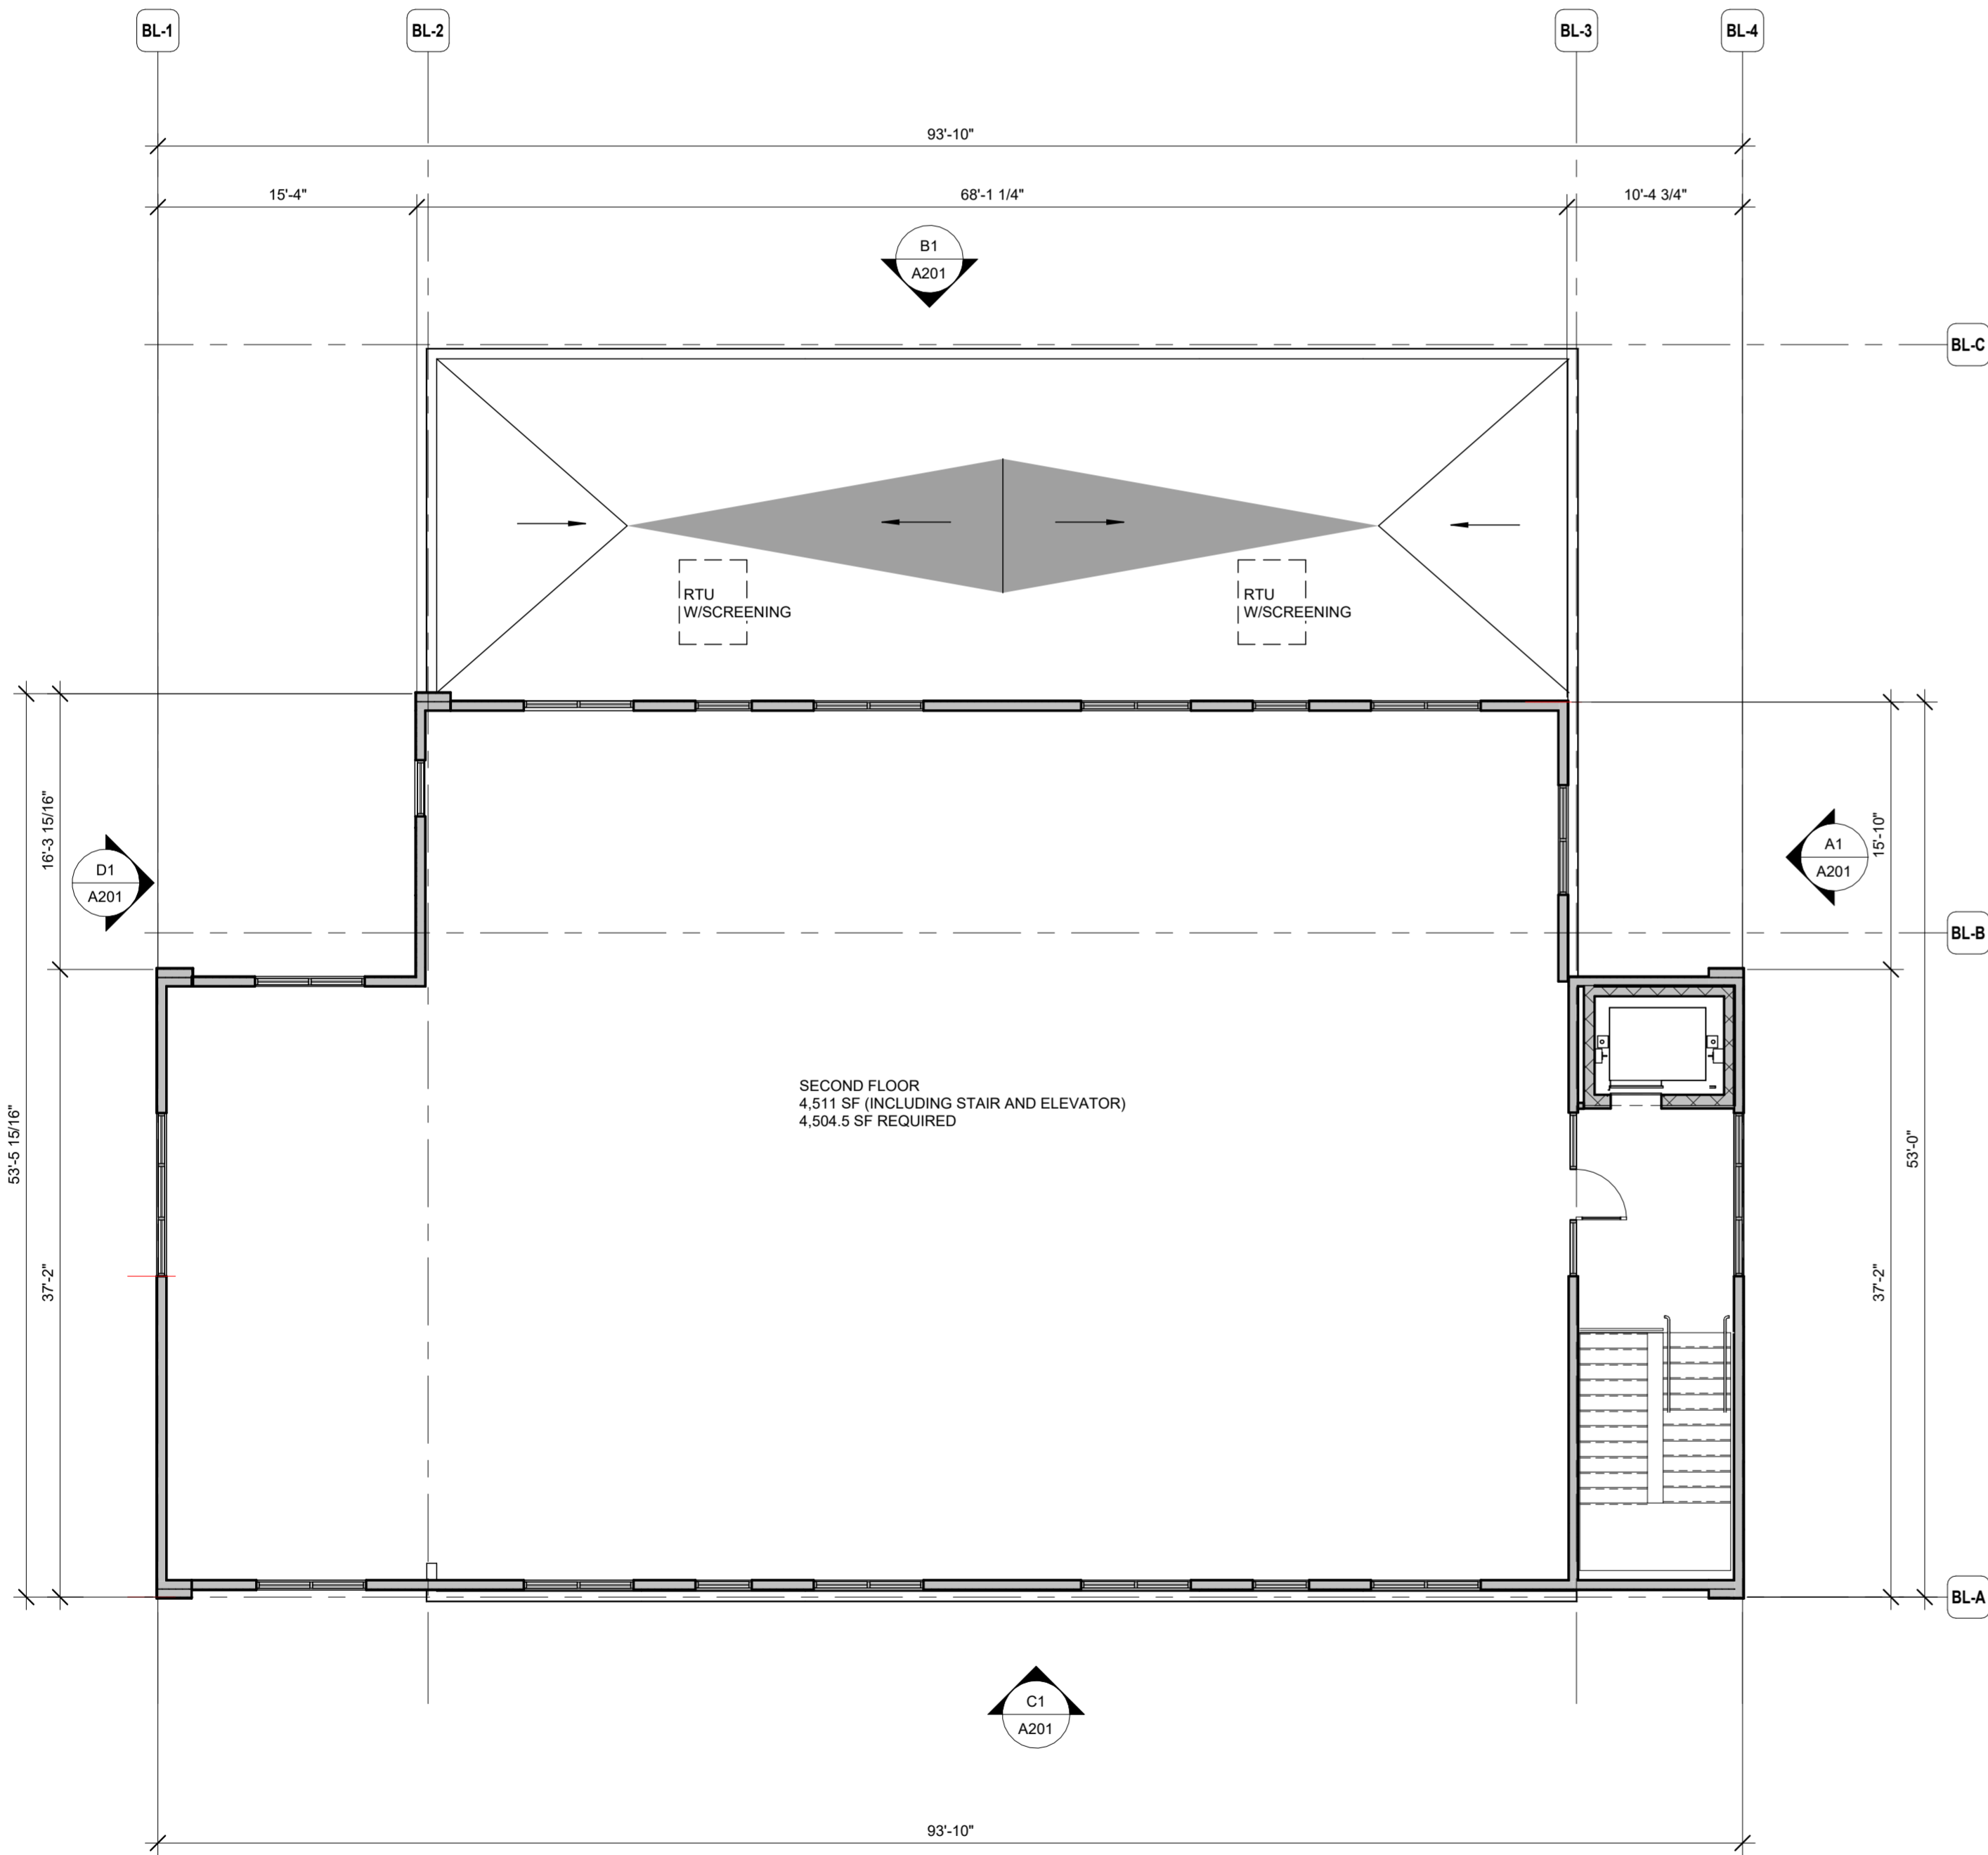 BL-1
BL-2
BL-3
BL-4
93'-10"
15'-4"
68'-1 1/4"
10'-4 3/4"
B1
A201
BL-C
RTU
W/SCREENING
RTU
W/SCREENING
16'-3 15/16"
15'-10"
D1
A201
A1
A201
BL-B
SECOND FLOOR
4,511 SF (INCLUDING STAIR AND ELEVATOR)
4,504.5 SF REQUIRED
53'-5 15/16"
53'-0"
37'-2"
37'-2"
BL-A
C1
A201
93'-10"